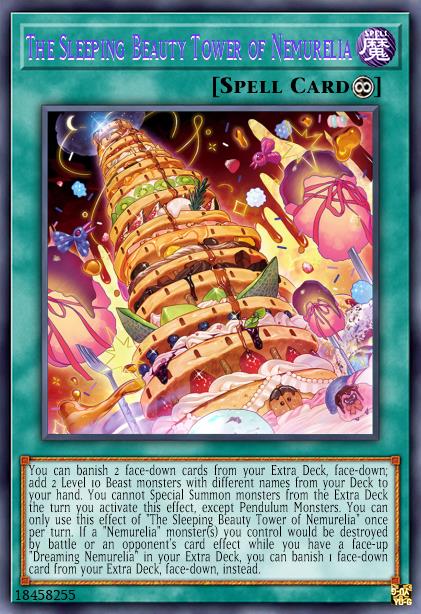 The Sleeping Beauty Tower of Nemurelia
SPELL
魔
[Spell Card]
You can banish 2 face-down cards from your Extra Deck, face-down;
add 2 Level 10 Beast monsters with different names from your Deck to
your hand. You cannot Special Summon monsters from the Extra Deck
the turn you activate this effect, except Pendulum Monsters. You can
only use this effect of "The Sleeping Beauty Tower of Nemurelia" once
per turn. If a "Nemurelia" monster(s) you control would be destroyed
by battle or an opponent's card effect while you have a face-up
"Dreaming Nemurelia" in your Extra Deck, you can banish 1 face-down
card from your Extra Deck, face-down, instead.
18458255